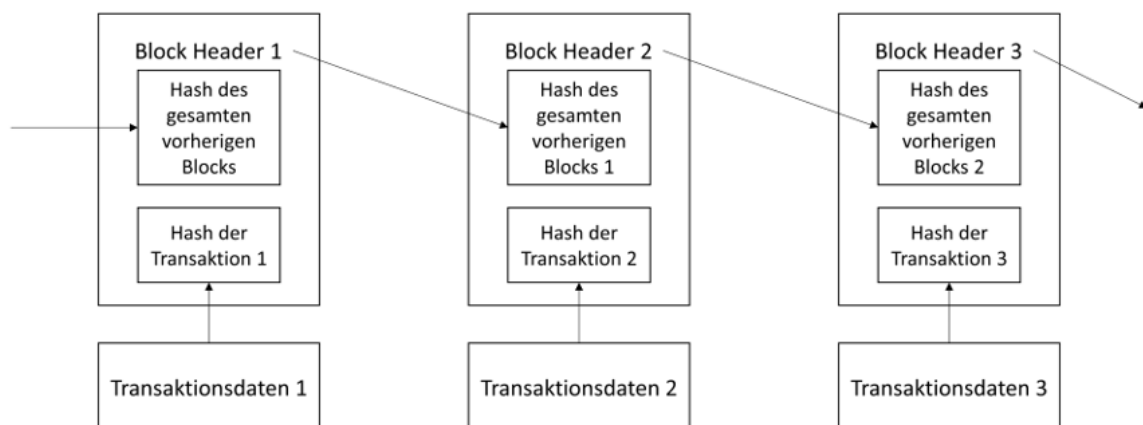 Block Header 1
Hash des
gesamten
vorherigen
Blocks
Hash der
Transaktion 1
Transaktionsdaten 1
Block Header 2
Hash des
gesamten
vorherigen
Blocks 1
Hash der
Transaktion 2
Transaktionsdaten 2
Block Header 3
Hash des
gesamten
vorherigen
Blocks 2
Hash der
Transaktion 3
Transaktionsdaten 3